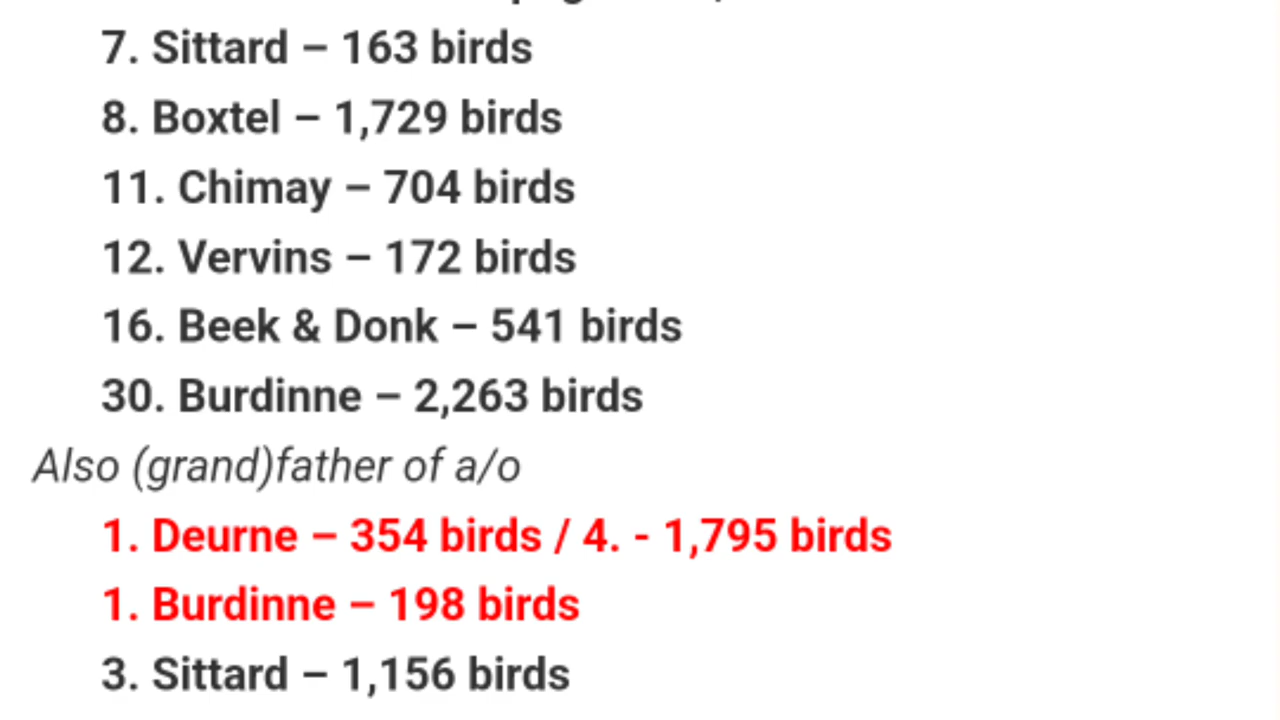 7. Sittard – 163 birds
8. Boxtel – 1,729 birds
11. Chimay – 704 birds
12. Vervins – 172 birds
16. Beek & Donk – 541 birds
30. Burdinne – 2,263 birds
Also (grand)father of a/o
1. Deurne – 354 birds / 4. - 1,795 birds
1. Burdinne – 198 birds
3. Sittard – 1,156 birds